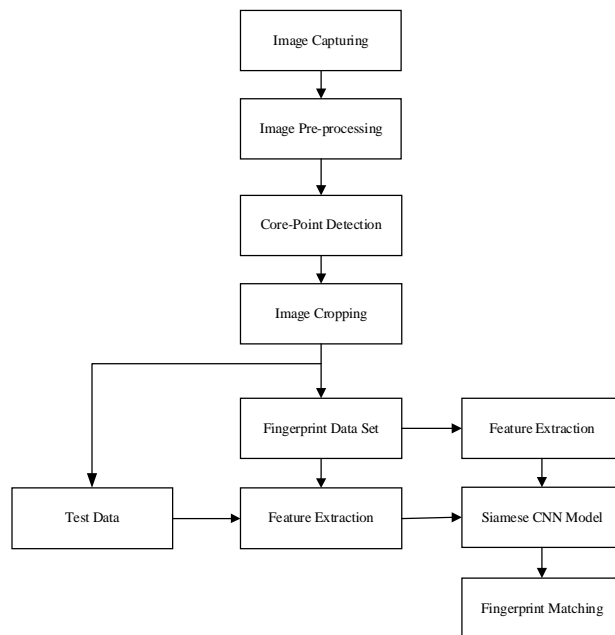 Image Capturing
Image Pre-processing
Core-Point Detection
Image Cropping
Fingerprint Data Set
Feature Extraction
Test Data
Feature Extraction
Siamese CNN Model
Fingerprint Matching